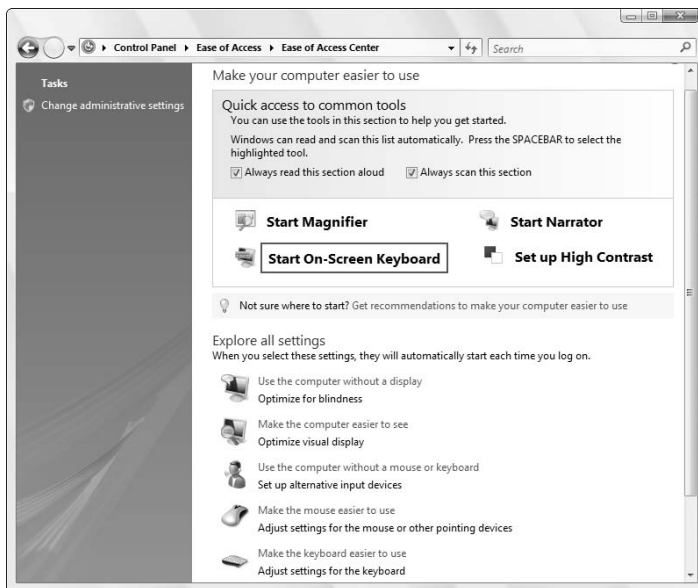 Control Panel ▸ Ease of Access ▸ Ease of Access Center
Search
Tasks
Change administrative settings
Make your computer easier to use
Quick access to common tools
You can use the tools in this section to help you get started.
Windows can read and scan this list automatically. Press the SPACEBAR to select the
highlighted tool.
Always read this section aloud Always scan this section
Start Magnifier Start Narrator
Start On-Screen Keyboard Set up High Contrast
Not sure where to start? Get recommendations to make your computer easier to use
Explore all settings
When you select these settings, they will automatically start each time you log on.
Use the computer without a display
Optimize for blindness
Make the computer easier to see
Optimize visual display
Use the computer without a mouse or keyboard
Set up alternative input devices
Make the mouse easier to use
Adjust settings for the mouse or other pointing devices
Make the keyboard easier to use
Adjust settings for the keyboard